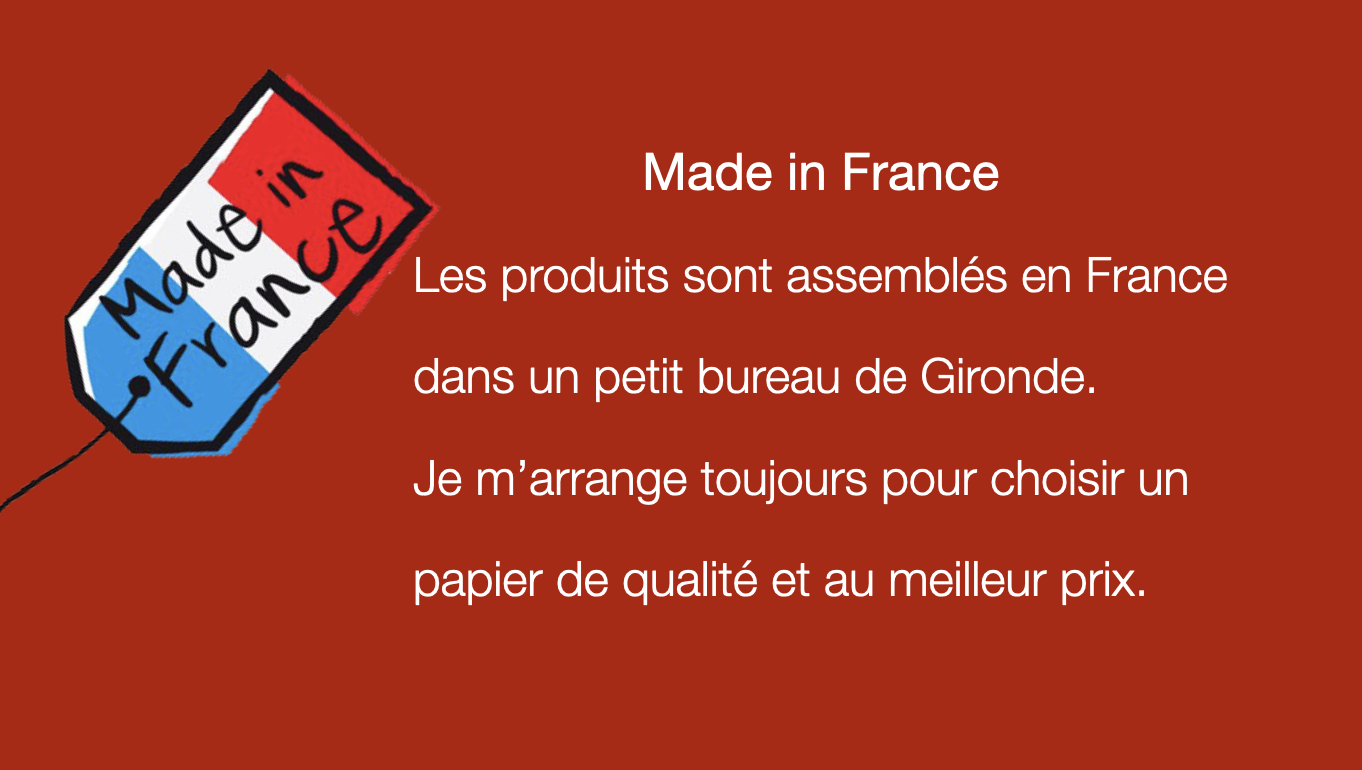 Made in
France
Made in France
Les produits sont assemblés en France
dans un petit bureau de Gironde.
Je m’arrange toujours pour choisir un
papier de qualité et au meilleur prix.